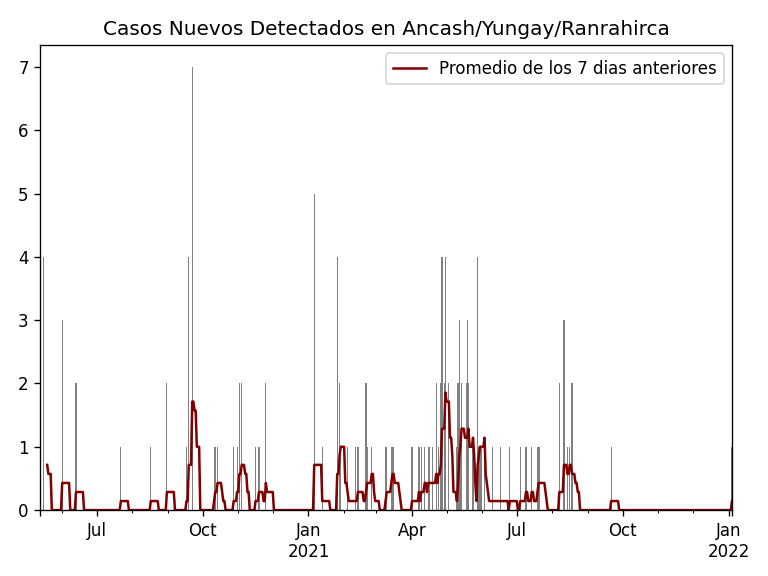 Casos Nuevos Detectados en Ancash/Yungay/Ranrahirca
Promedio de los 7 dias anteriores
7
6
5
4
3
2
1
0
Jul
Oct
Jan
2021
Apr
Jul
Oct
Jan
2022